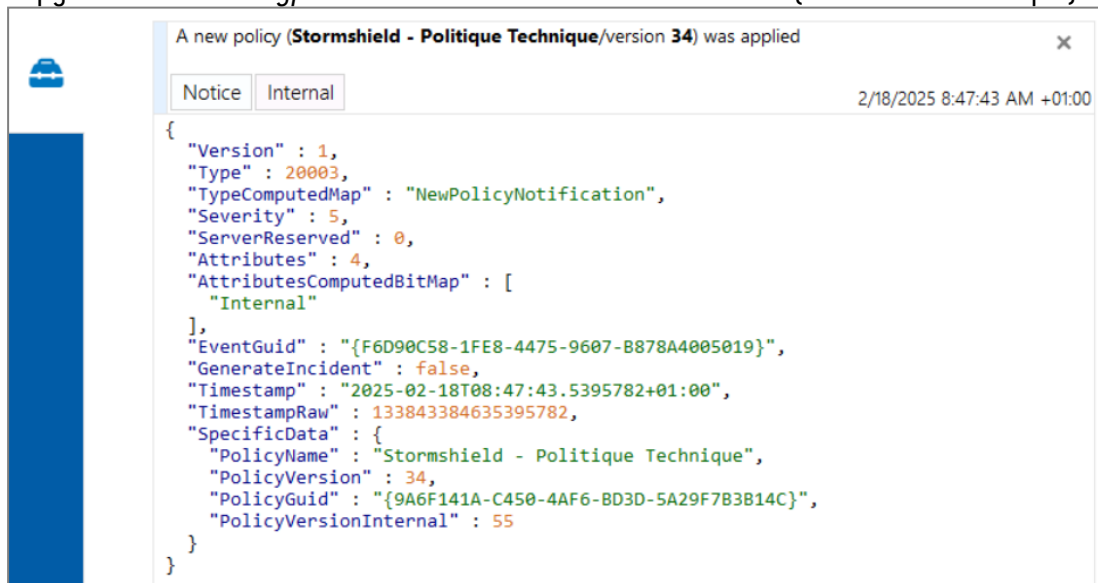 A new policy (Stormshield - Politique Technique/version 34) was applied
Notice Internal
2/18/2025 8:47:43 AM +01:00
{
"Version" : 1,
"Type" : 20003,
"TypeComputedMap" : "NewPolicyNotification",
"Severity" : 5,
"ServerReserved" : 0,
"Attributes" : 4,
"AttributesComputedBitMap" : [
"Internal"
],
"EventGuid" : "{F6D90C58-1FE8-4475-9607-B878A4005019}",
"GenerateIncident" : false,
"Timestamp" : "2025-02-18T08:47:43.5395782+01:00",
"TimestampRaw" : 133843384635395782,
"SpecificData" : {
"PolicyName" : "Stormshield - Politique Technique",
"PolicyVersion" : 34,
"PolicyGuid" : "{9A6F141A-C450-4AF6-BD3D-5A29F7B3B14C}",
"PolicyVersionInternal" : 55
}
}